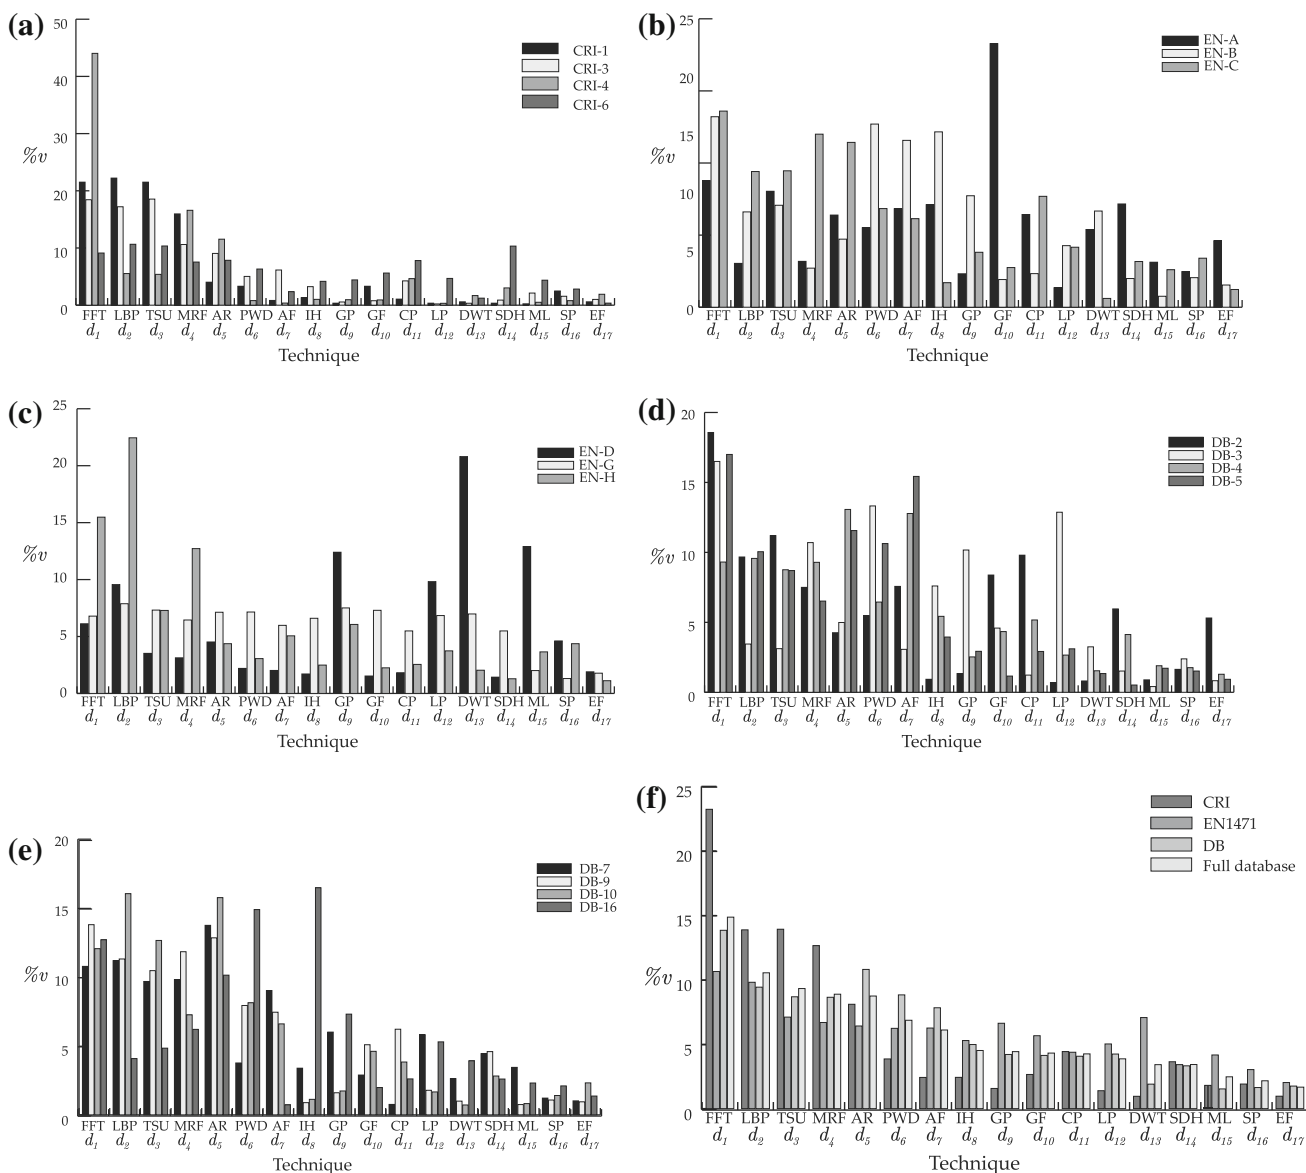 (a)
50
40
30
20
10
0
%v
CRI-1
CRI-3
CRI-4
CRI-6
FFT LBP TSU MRF AR PWD AF IH GP GF CP LP DWT SDH ML SP EF
d1 d2 d3 d4 d5 d6 d7 d8 d9 d10 d11 d12 d13 d14 d15 d16 d17
Technique
(b)
25
20
15
10
5
0
%v
EN-A
EN-B
EN-C
FFT LBP TSU MRF AR PWD AF IH GP GF CP LP DWT SDH ML SP EF
d1 d2 d3 d4 d5 d6 d7 d8 d9 d10 d11 d12 d13 d14 d15 d16 d17
Technique
(c)
25
20
15
10
5
0
%v
EN-D
EN-G
EN-H
FFT LBP TSU MRF AR PWD AF IH GP GF CP LP DWT SDH ML SP EF
d1 d2 d3 d4 d5 d6 d7 d8 d9 d10 d11 d12 d13 d14 d15 d16 d17
Technique
(d)
20
15
10
5
0
%v
DB-2
DB-3
DB-4
DB-5
FFT LBP TSU MRF AR PWD AF IH GP GF CP LP DWT SDH ML SP EF
d1 d2 d3 d4 d5 d6 d7 d8 d9 d10 d11 d12 d13 d14 d15 d16 d17
Technique
(e)
20
15
10
5
0
%v
DB-7
DB-9
DB-10
DB-16
FFT LBP TSU MRF AR PWD AF IH GP GF CP LP DWT SDH ML SP EF
d1 d2 d3 d4 d5 d6 d7 d8 d9 d10 d11 d12 d13 d14 d15 d16 d17
Technique
(f)
25
20
15
10
5
0
%v
CRI
EN1471
DB
Full database
FFT LBP TSU MRF AR PWD AF IH GP GF CP LP DWT SDH ML SP EF
d1 d2 d3 d4 d5 d6 d7 d8 d9 d10 d11 d12 d13 d14 d15 d16 d17
Technique